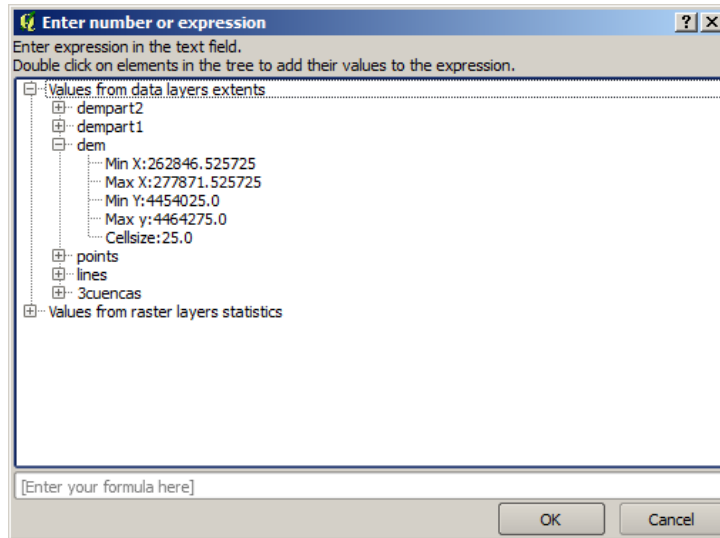 Enter number or expression
Enter expression in the text field.
Double click on elements in the tree to add their values to the expression.
Values from data layers extents
dempart2
dempart1
dem
Min X:262846.525725
Max X:277871.525725
Min Y:4454025.0
Max y:4464275.0
Cellsize:25.0
points
lines
3cuencas
Values from raster layers statistics
[Enter your formula here]
OK Cancel